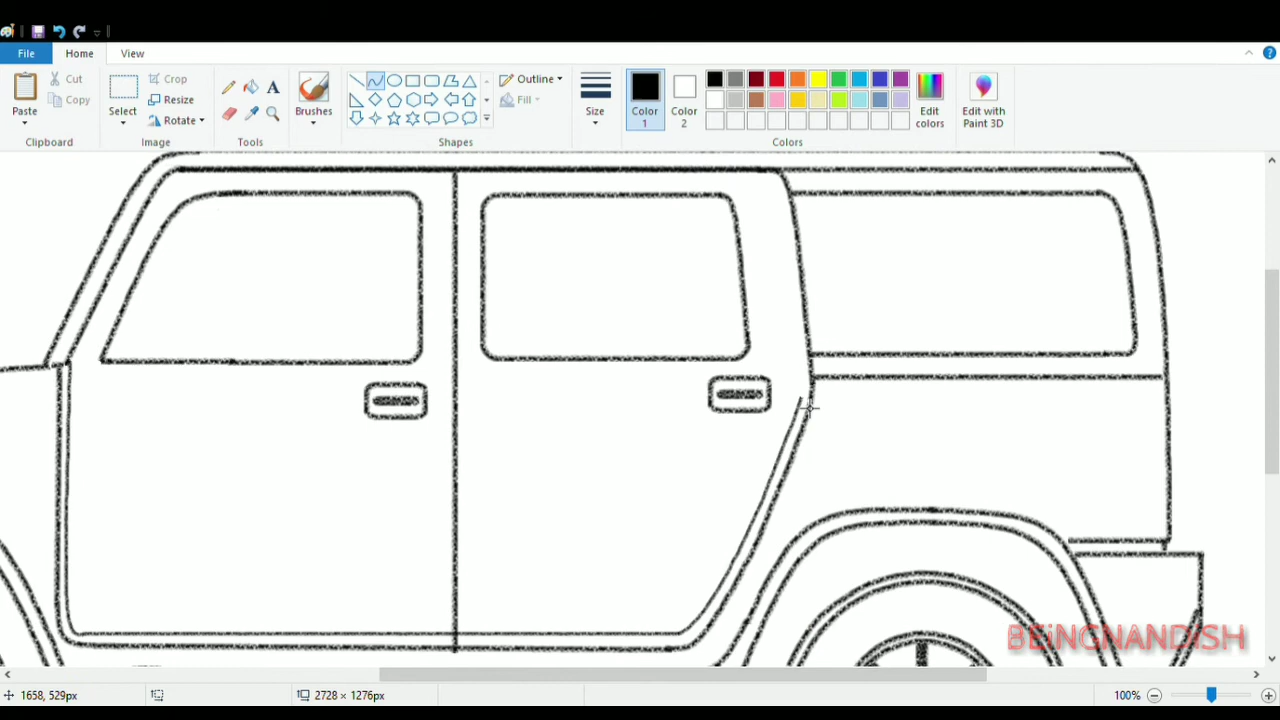 File Home View
Paste Cut Copy Clipboard
Select Crop Resize Rotate Image
A Tools
Brushes
Outline Fill Shapes
Size
Color 1 Color 2 Edit colors Colors
Edit with Paint 3D
BEiNGNANDiSH
1658, 529px 2728 × 1276px 100%